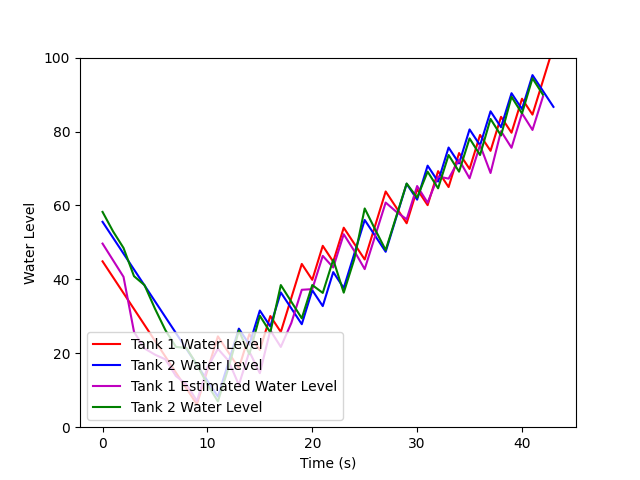 100
80
60
40
20
0
Water Level
Tank 1 Water Level
Tank 2 Water Level
Tank 1 Estimated Water Level
Tank 2 Water Level
0 10 20 30 40
Time (s)